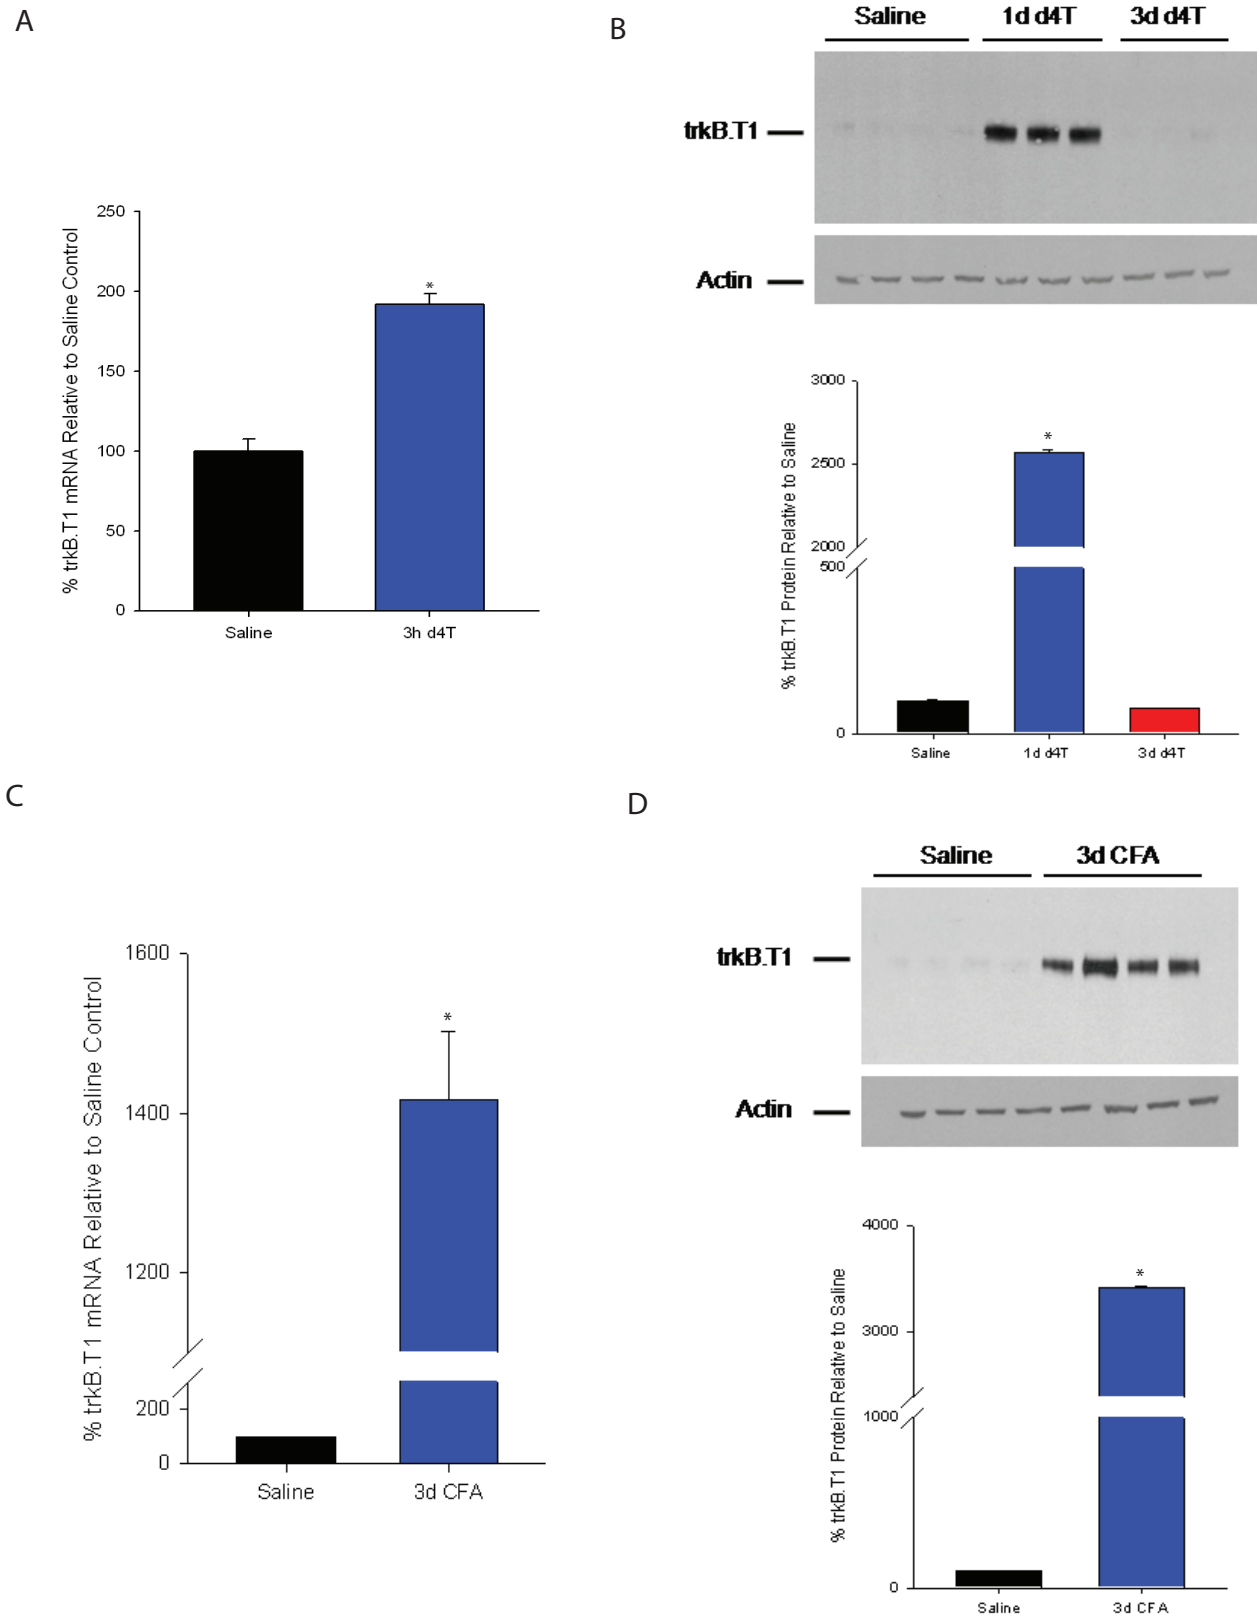 A
% trkB.T1 mRNA Relative to Saline Control
250
200
150
100
50
0
*
Saline
3h d4T
B
Saline
1d d4T
3d d4T
trkB.T1
Actin
% trkB.T1 Protein Relative to Saline
3000
2500
2000
500
0
*
Saline
1d d4T
3d d4T
C
% trkB.T1 mRNA Relative to Saline Control
1600
1400
1200
200
0
*
Saline
3d CFA
D
Saline
3d CFA
trkB.T1
Actin
% trkB.T1 Protein Relative to Saline
4000
3000
1000
0
*
Saline
3d CFA